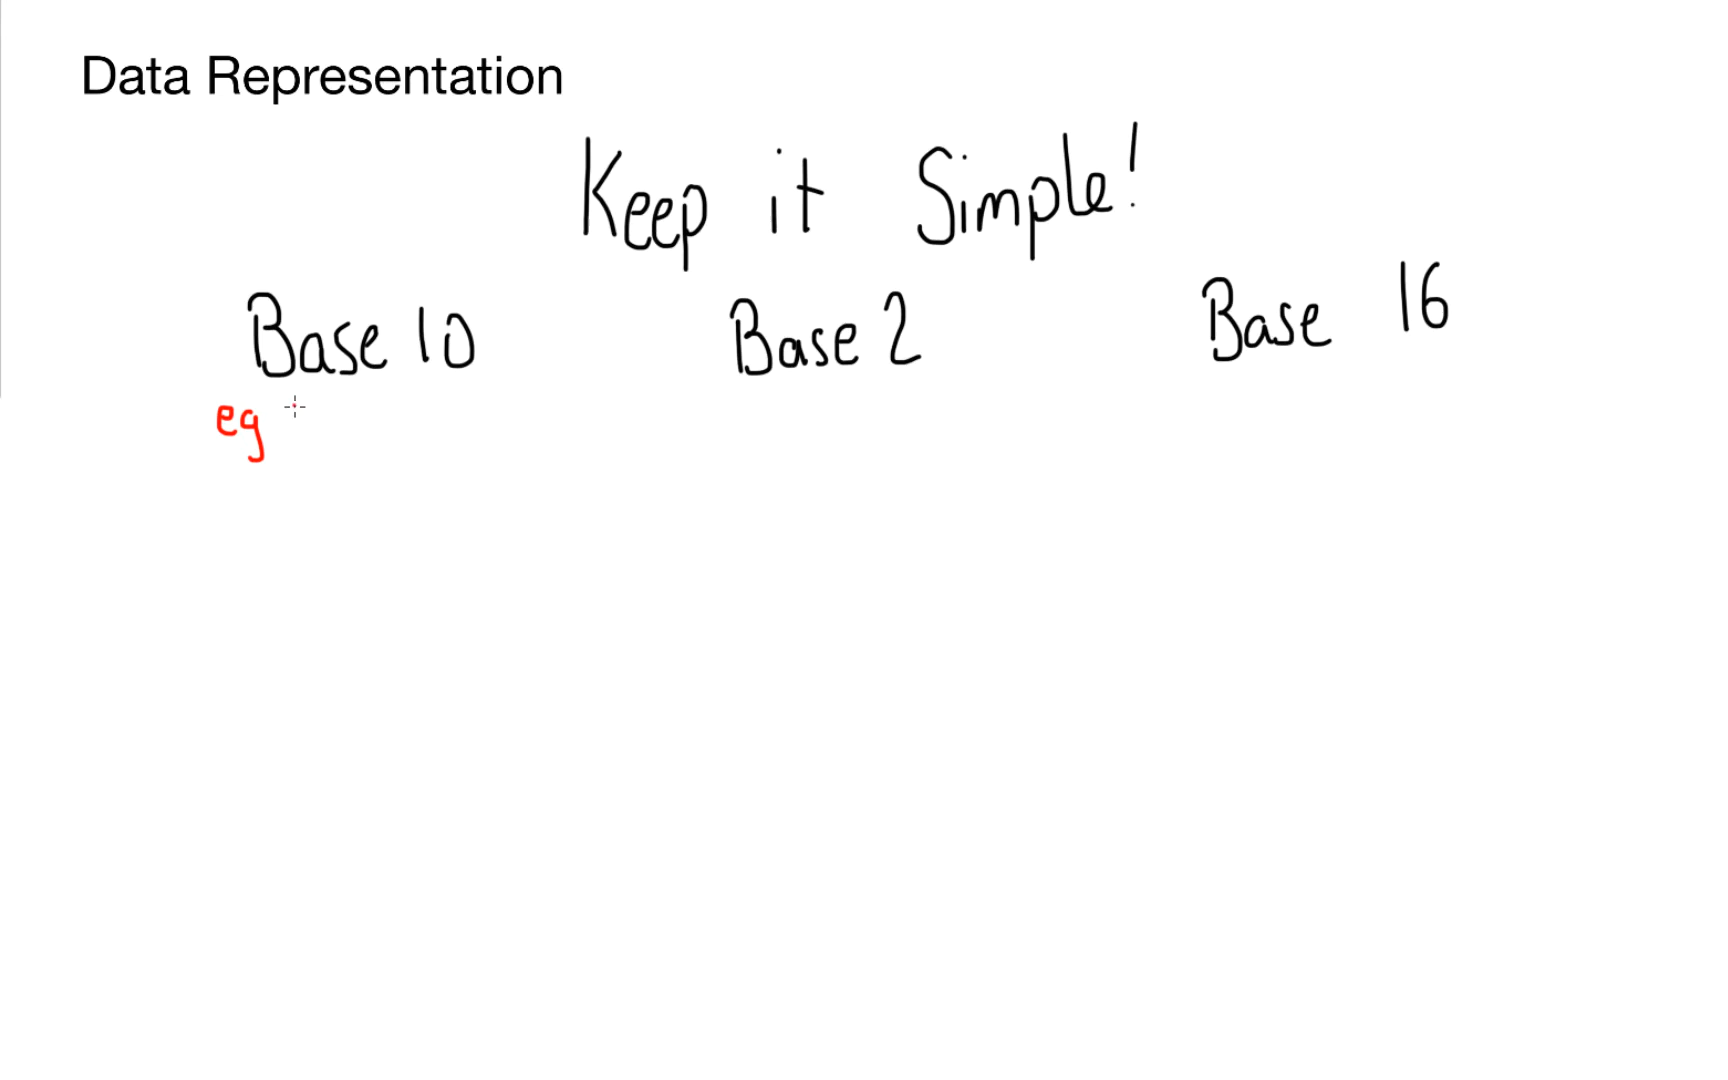 Data Representation
Keep it Simple!
Base 10 Base 2 Base 16
eg